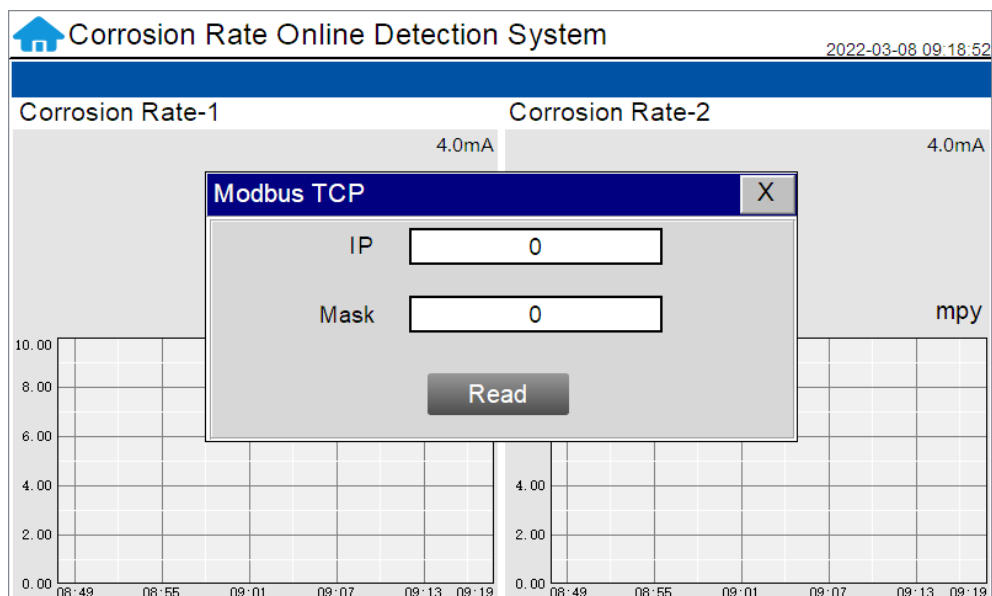 Corrosion Rate Online Detection System
2022-03-08 09:18:52
Corrosion Rate-1
Corrosion Rate-2
4.0mA
4.0mA
Modbus TCP
X
IP
0
Mask
0
Read
mpy
10.00
8.00
6.00
4.00
2.00
0.00
08:49 08:55 09:01 09:07 09:13 09:19
4.00
2.00
0.00
08:49 08:55 09:01 09:07 09:13 09:19